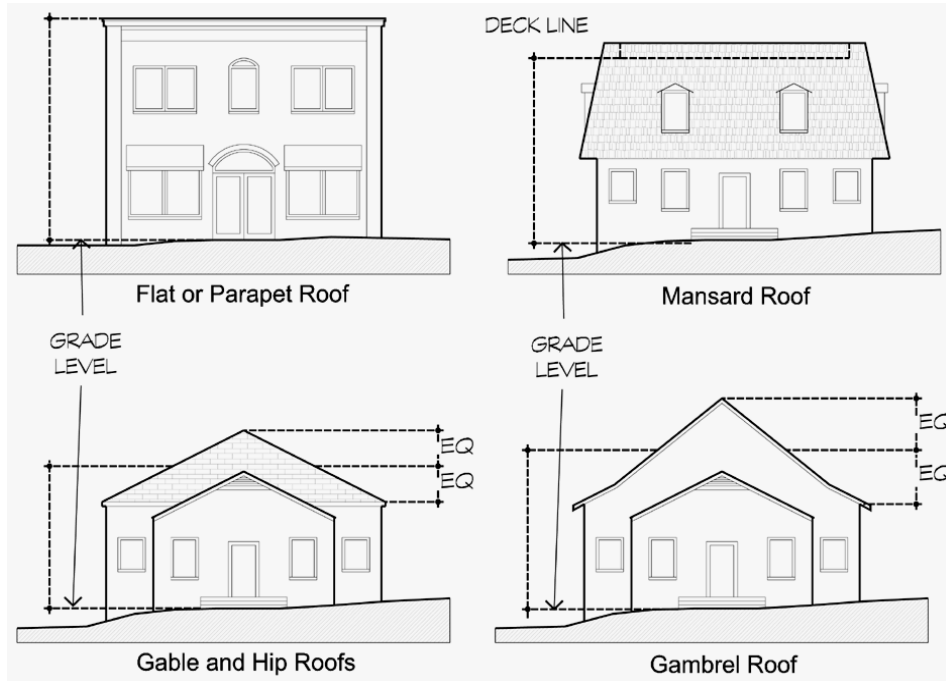 DECK LINE
Flat or Parapet Roof
Mansard Roof
GRADE
LEVEL
GRADE
LEVEL
EQ
EQ
EQ
EQ
Gable and Hip Roofs
Gambrel Roof